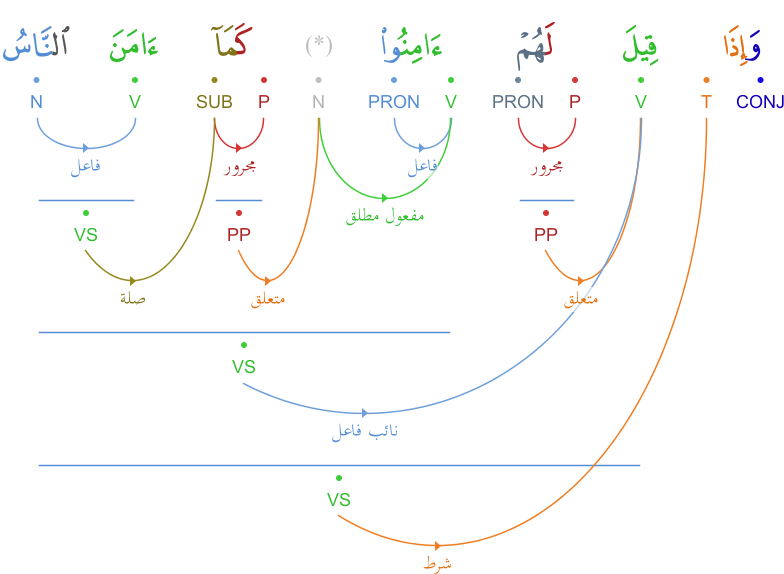 وَإِذَا قِيلَ لَهُمْ ءَامِنُوا۟ (*) كَمَآ ءَامَنَ ٱلنَّاسُ
CONJ T V P PRON V PRON N P SUB V N
مجرور فاعل مجرور فاعل
مفعول مطلق
PP PP VS
متعلق متعلق صلة
VS
نائب فاعل
VS
شرط